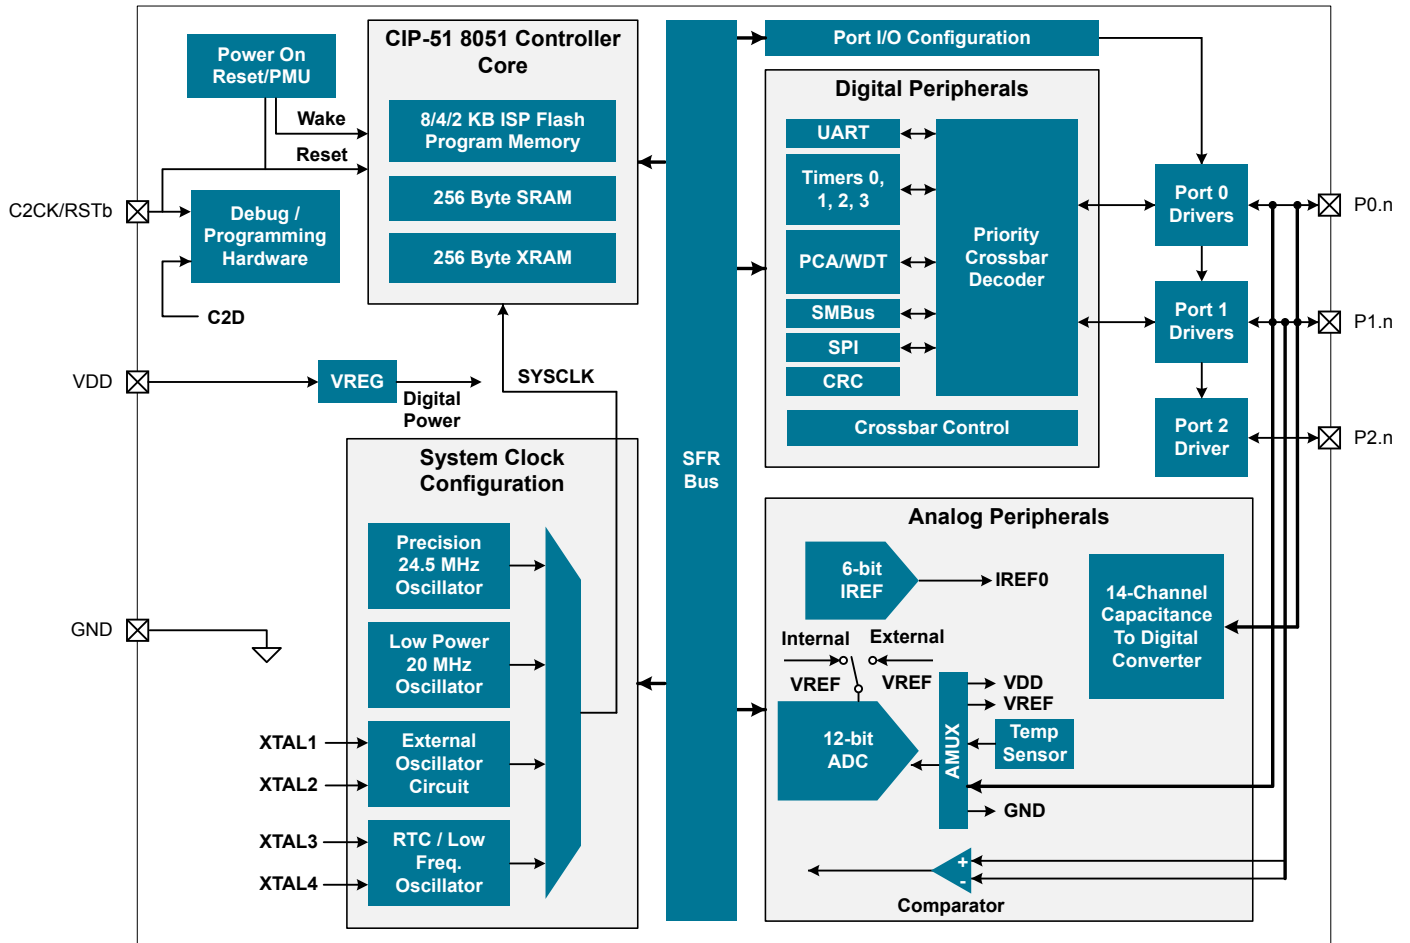 CIP-51 8051 Controller
Core
8/4/2 KB ISP Flash
Program Memory
256 Byte SRAM
256 Byte XRAM
Power On
Reset/PMU
Wake
Reset
C2CK/RSTb
Debug /
Programming
Hardware
C2D
VDD
VREG
Digital
Power
SYSCLK
System Clock
Configuration
Precision
24.5 MHz
Oscillator
Low Power
20 MHz
Oscillator
GND
XTAL1
XTAL2
External
Oscillator
Circuit
XTAL3
XTAL4
RTC / Low
Freq.
Oscillator
SFR
Bus
Port I/O Configuration
Digital Peripherals
UART
Timers 0,
1, 2, 3
PCA/WDT
SMBus
SPI
CRC
Priority
Crossbar
Decoder
Crossbar Control
Port 0
Drivers
P0.n
Port 1
Drivers
P1.n
Port 2
Driver
P2.n
Analog Peripherals
6-bit
IREF
IREF0
14-Channel
Capacitance
To Digital
Converter
Internal
External
VREF
VREF
12-bit
ADC
AMUX
VDD
VREF
Temp
Sensor
GND
+
-
Comparator